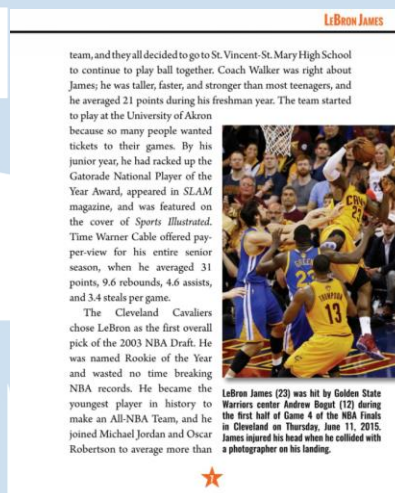 LEBRON JAMES
team, and they all decided to go to St. Vincent-St. Mary High School
to continue to play ball together. Coach Walker was right about
James; he was taller, faster, and stronger than most teenagers, and
he averaged 21 points during his freshman year. The team started
to play at the University of Akron
because so many people wanted
tickets to their games. By his
junior year, he had racked up the
Gatorade National Player of the
Year Award, appeared in SLAM
magazine, and was featured on
the cover of Sports Illustrated.
Time Warner Cable offered pay-
per-view for his entire senior
season, when he averaged 31
points, 9.6 rebounds, 4.6 assists,
and 3.4 steals per game.
The Cleveland Cavaliers
chose LeBron as the first overall
pick of the 2003 NBA Draft. He
was named Rookie of the Year
and wasted no time breaking
NBA records. He became the
youngest player in history to
make an All-NBA Team, and he
joined Michael Jordan and Oscar
Robertson to average more than
CAVS
23
23
THOMPSON
13
LeBron James (23) was hit by Golden State
Warriors center Andrew Bogut (12) during
the first half of Game 4 of the NBA Finals
in Cleveland on Thursday, June 11, 2015.
James injured his head when he collided with
a photographer on his landing.